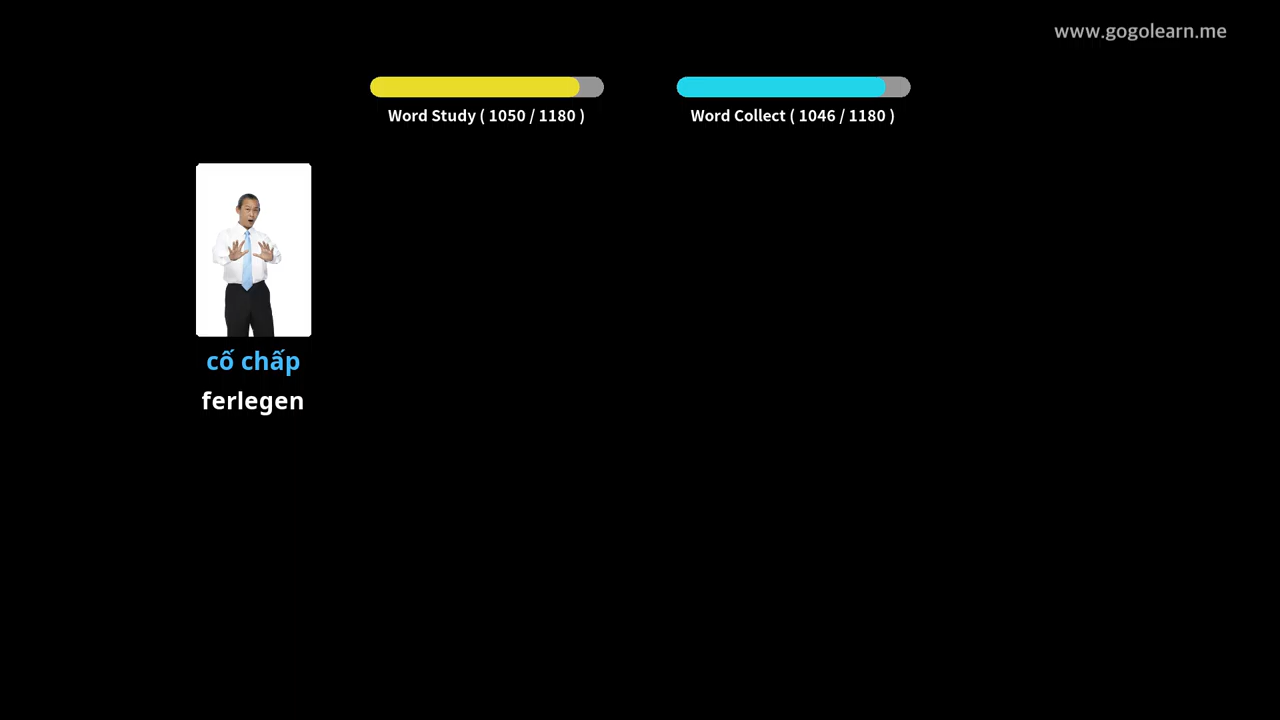 www.gogolearn.me
Word Study ( 1050 / 1180 )
Word Collect ( 1046 / 1180 )
cố chấp
ferlegen